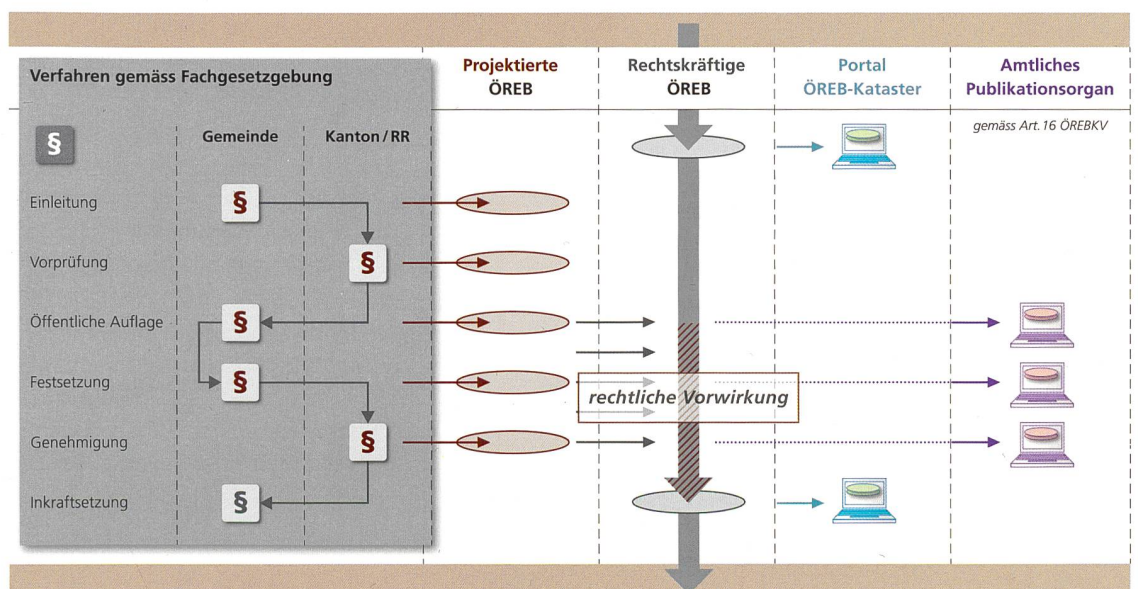 Verfahren gemäss Fachgesetzgebung
Projektierte
ÖREB
Rechtskräftige
ÖREB
Portal
ÖREB-Kataster
Amtliches
Publikationsorgan
gemäss Art. 16 ÖREBKV
§
Gemeinde
Kanton / RR
Einleitung
§
Vorprüfung
§
Öffentliche Auflage
§
Festsetzung
§
rechtliche Vorwirkung
Genehmigung
§
Inkraftsetzung
§